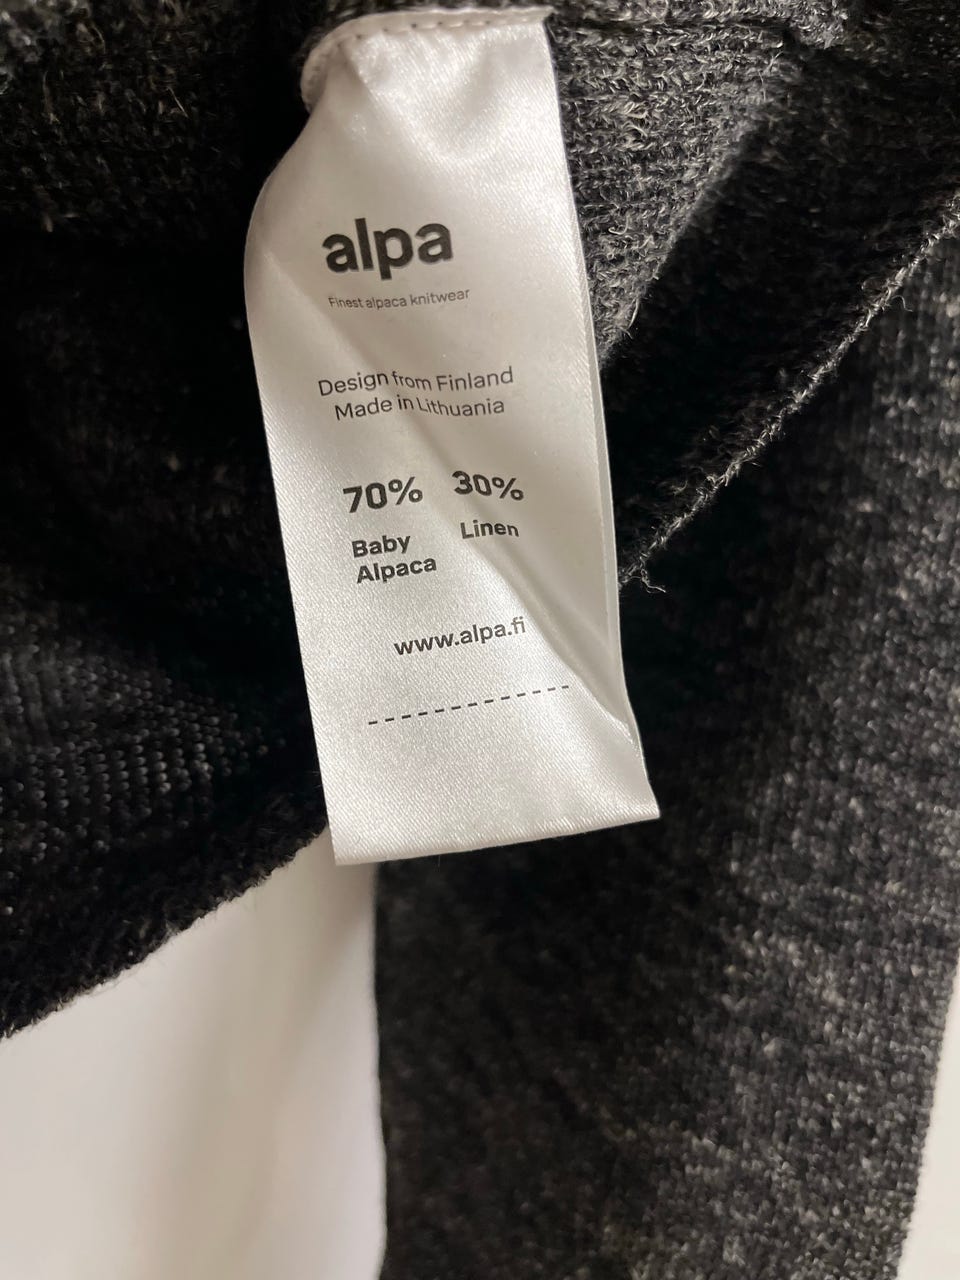 alpa
Finest alpaca knitwear
Design from Finland
Made in Lithuania
70% 30%
Baby Alpaca Linen
www.alpa.fi